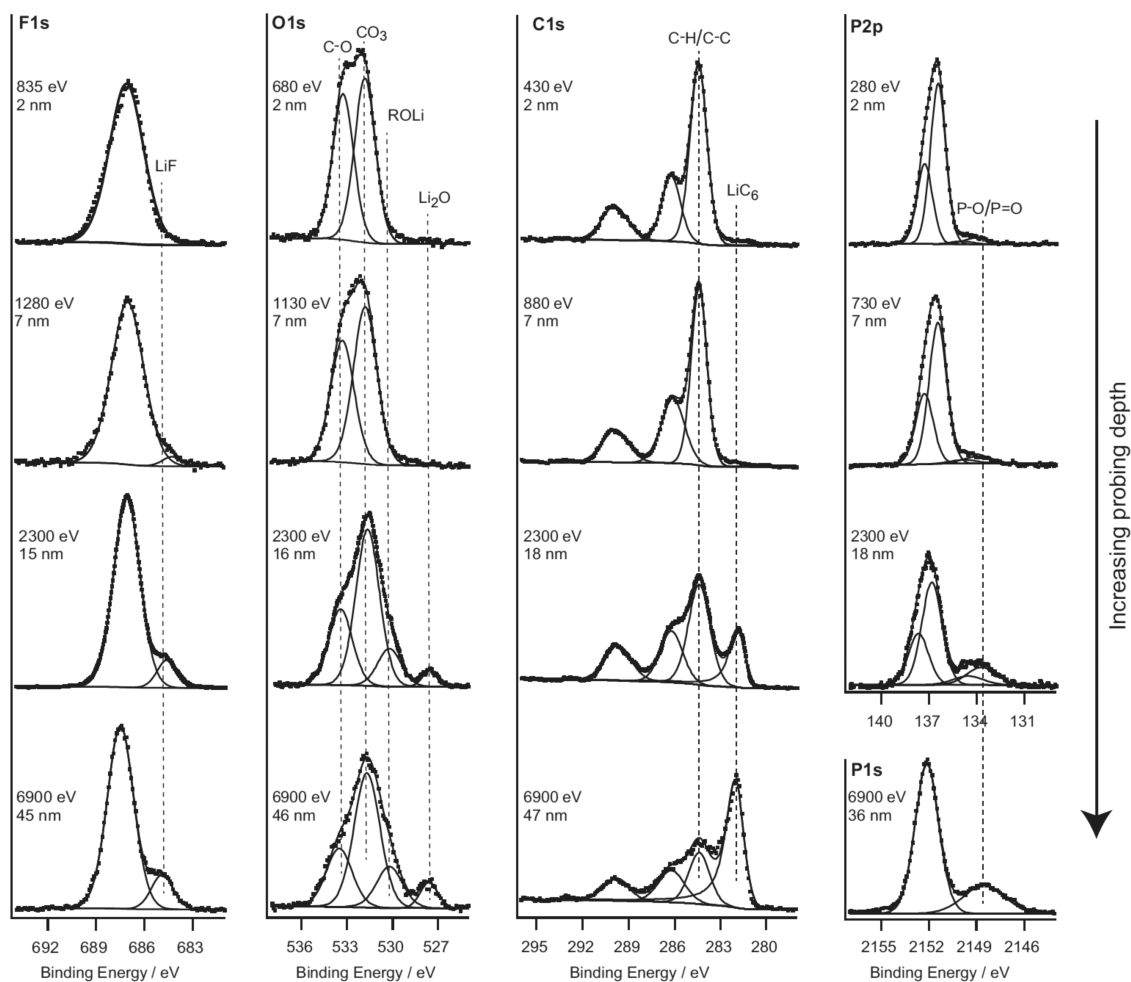 F1s
835 eV
2 nm
LiF
1280 eV
7 nm
2300 eV
15 nm
6900 eV
45 nm
692 689 686 683
Binding Energy / eV
O1s
C-O
CO3
680 eV
2 nm
ROLi
Li2O
1130 eV
7 nm
2300 eV
16 nm
6900 eV
46 nm
536 533 530 527
Binding Energy / eV
C1s
C-H/C-C
430 eV
2 nm
LiC6
880 eV
7 nm
2300 eV
18 nm
6900 eV
47 nm
295 292 289 286 283 280
Binding Energy / eV
P2p
280 eV
2 nm
P-O/P=O
730 eV
7 nm
2300 eV
18 nm
140 137 134 131
P1s
6900 eV
36 nm
2155 2152 2149 2146
Binding Energy / eV
Increasing probing depth